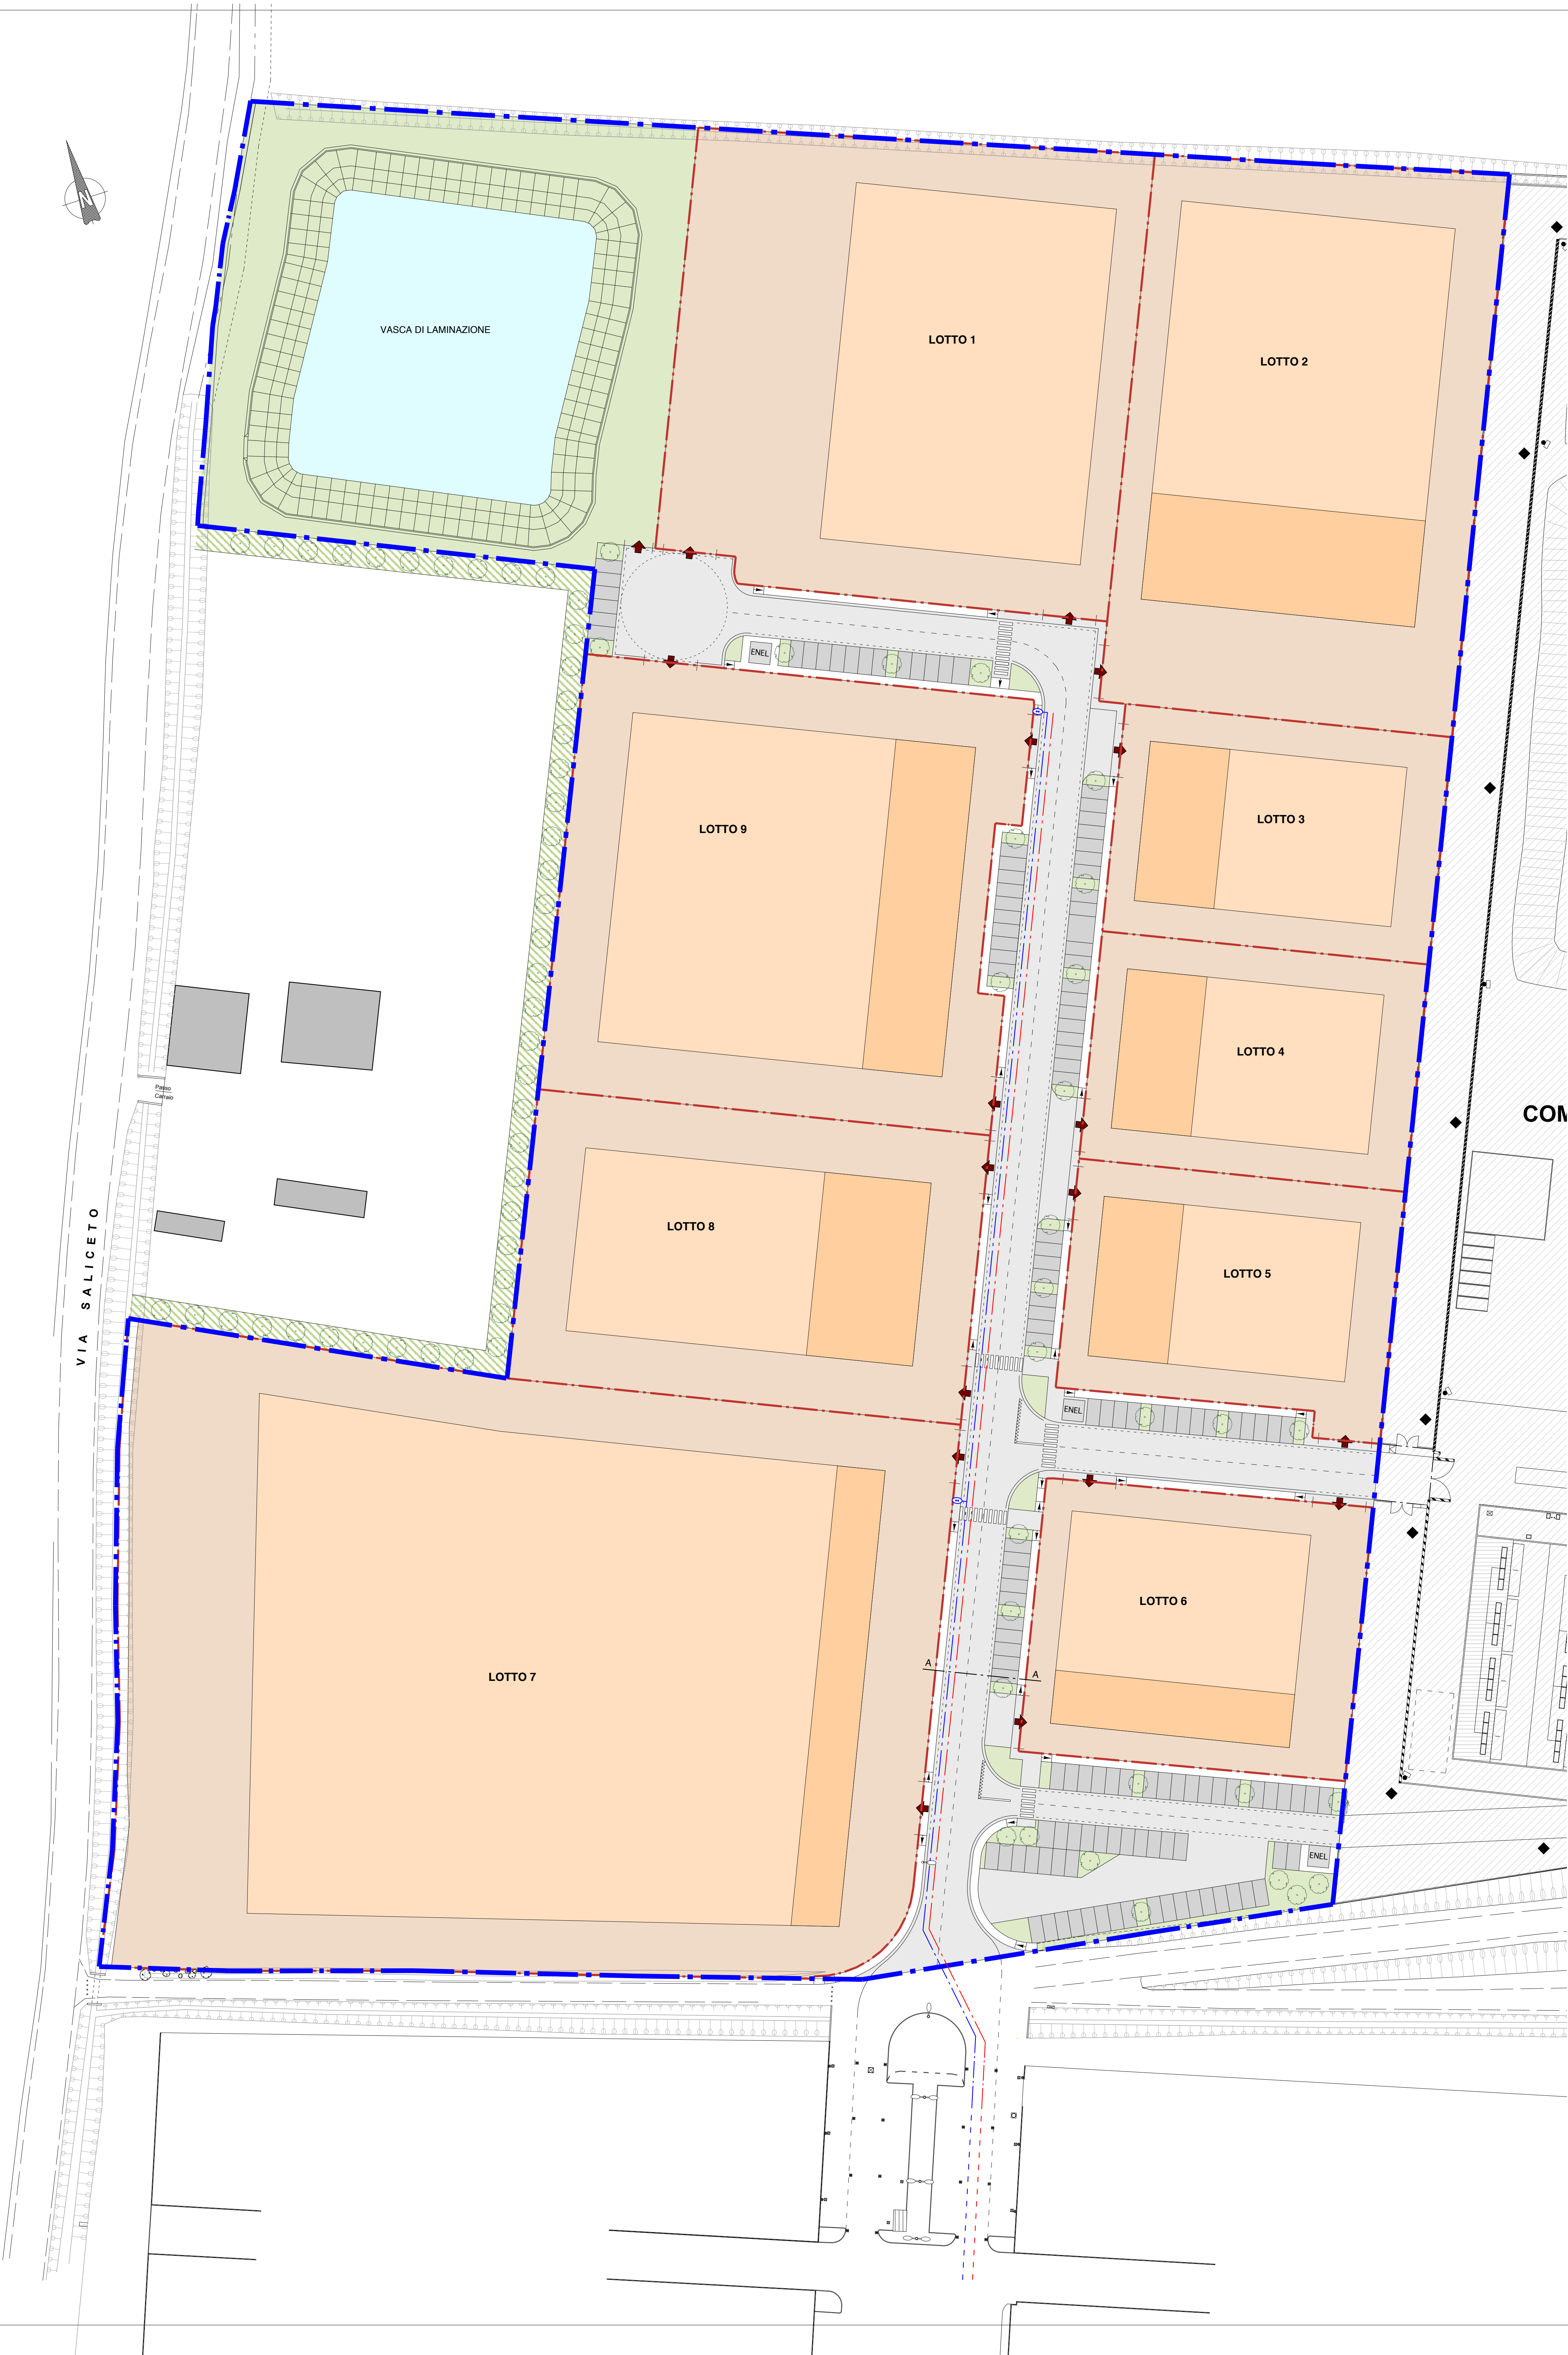 N
VASCA DI LAMINAZIONE
LOTTO 1
LOTTO 2
ENEL
LOTTO 9
LOTTO 3
LOTTO 4
Passo
Carraio
COM
LOTTO 8
VIA SALICETO
LOTTO 5
ENEL
LOTTO 6
A
A
LOTTO 7
ENEL